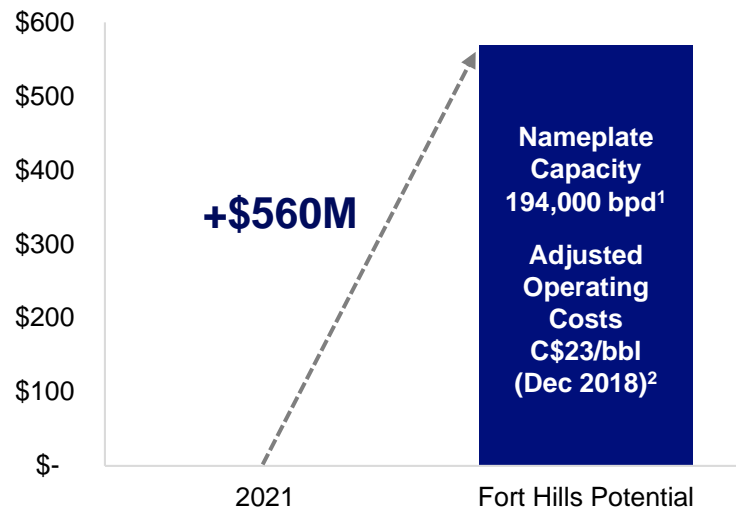 $600
$500
$400
$300
$200
$100
$-
+$560M
Nameplate
Capacity
194,000 bpd¹
Adjusted
Operating
Costs
C$23/bbl
(Dec 2018)²
2021
Fort Hills Potential